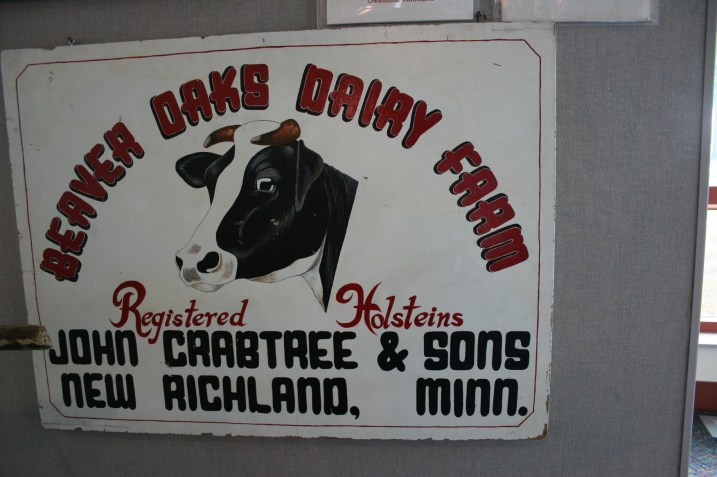 BEAVER OAKS DAIRY FARM
Registered Holsteins
JOHN CRABTREE & SONS
NEW RICHLAND, MINN.